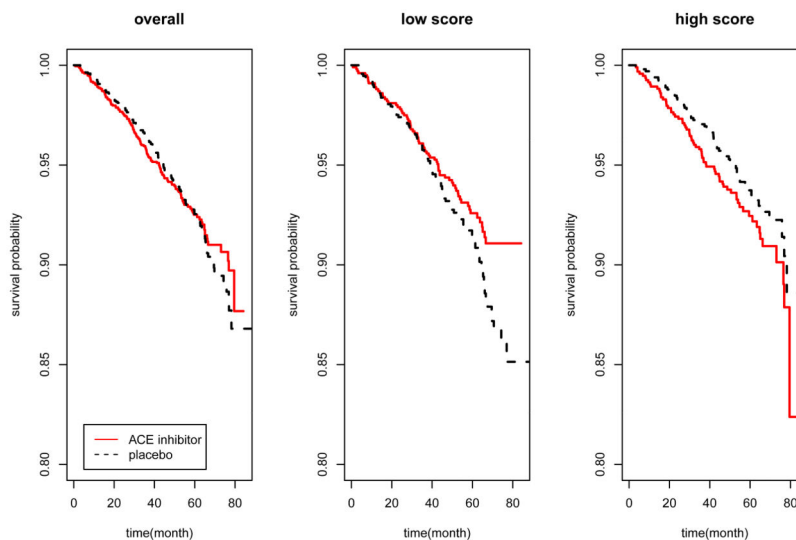 overall
survival probability
1.00
0.95
0.90
0.85
0.80
ACE inhibitor
placebo
0 20 40 60 80
time(month)
low score
survival probability
1.00
0.95
0.90
0.85
0.80
0 20 40 60 80
time(month)
high score
survival probability
1.00
0.95
0.90
0.85
0.80
0 20 40 60 80
time(month)